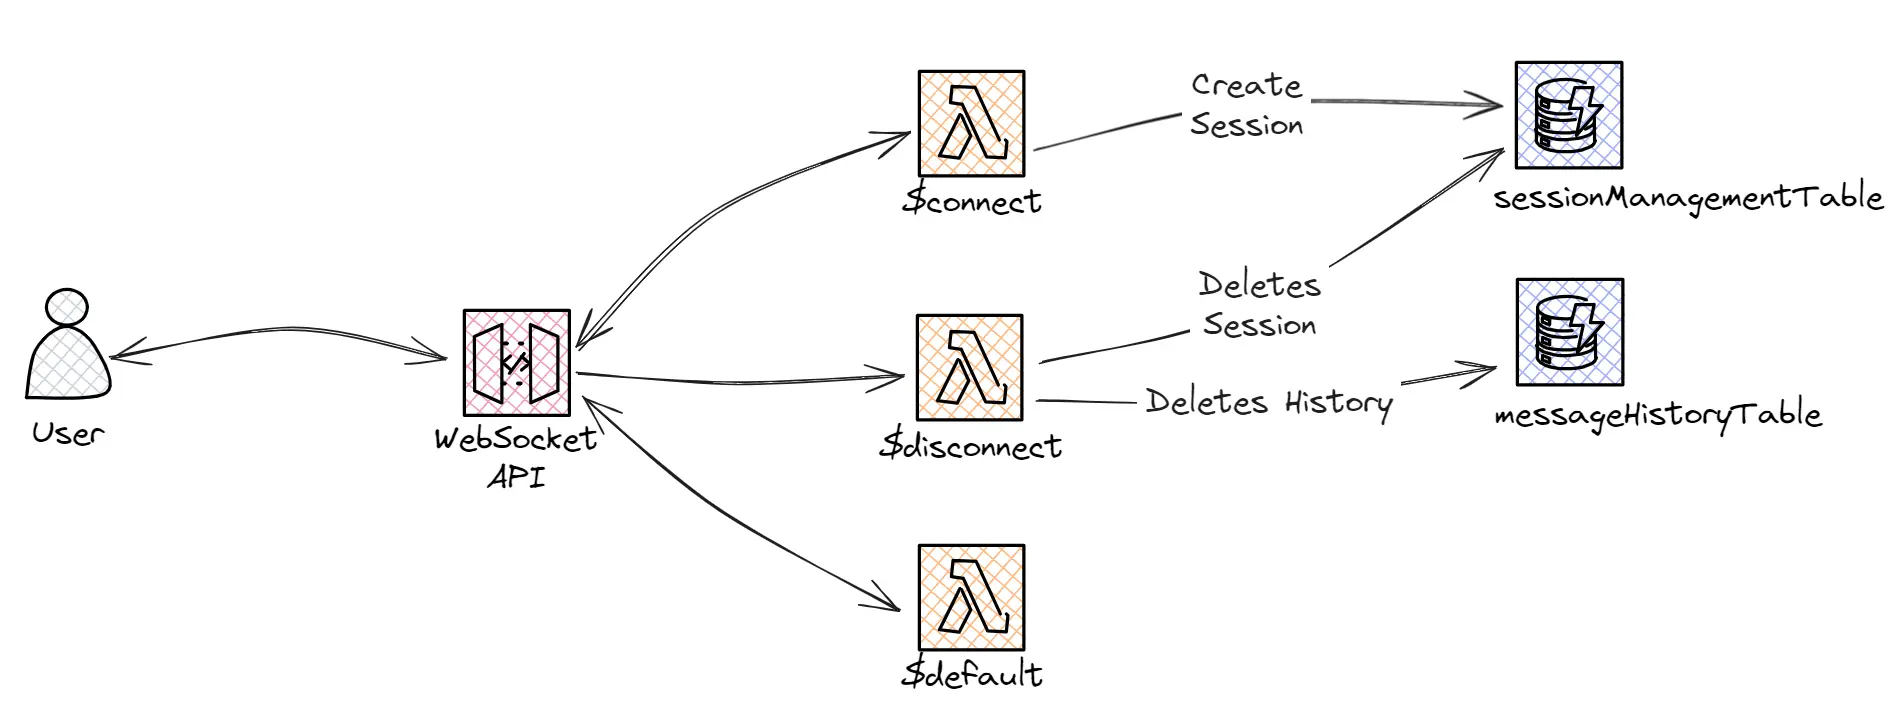 Create
Session
$connect
sessionManagementTable
Deletes
Session
User
WebSocket
API
$disconnect
Deletes History
messageHistoryTable
$default